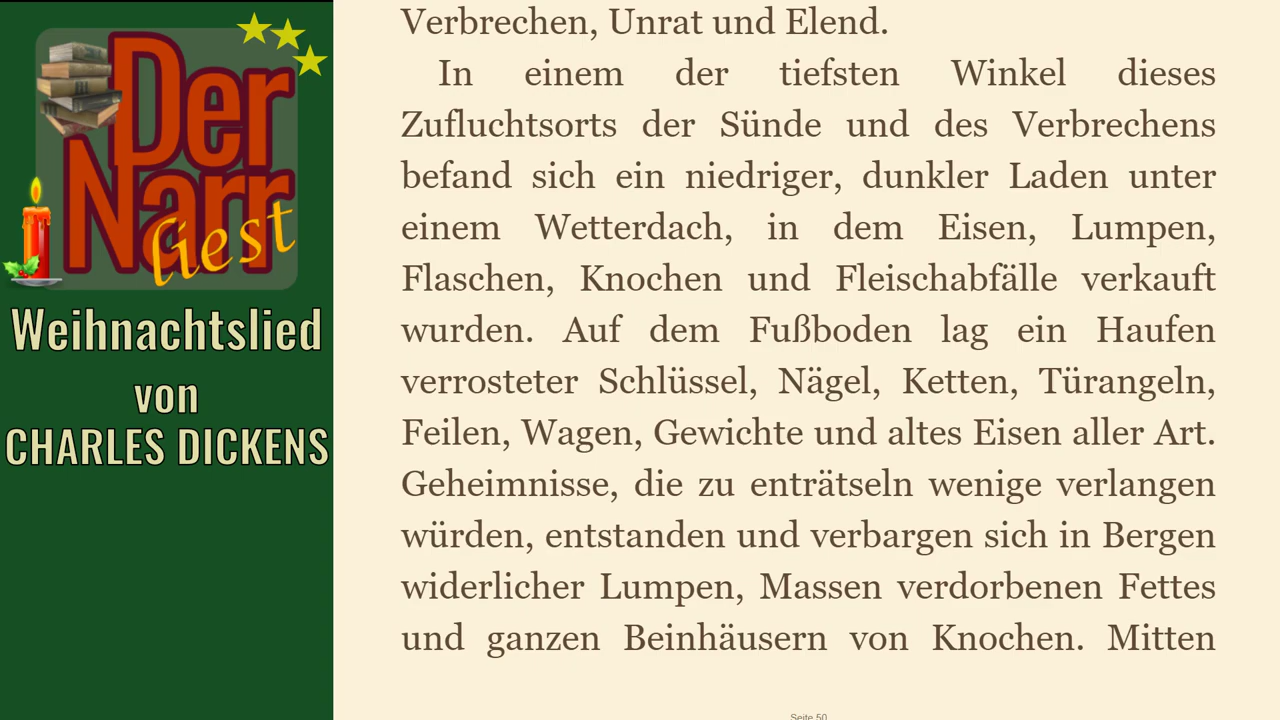 Der
Narr
liest
Weihnachtslied
von
CHARLES DICKENS
Verbrechen, Unrat und Elend.
In einem der tiefsten Winkel dieses
Zufluchtsorts der Sünde und des Verbrechens
befand sich ein niedriger, dunkler Laden unter
einem Wetterdach, in dem Eisen, Lumpen,
Flaschen, Knochen und Fleischabfälle verkauft
wurden. Auf dem Fußboden lag ein Haufen
verrosteter Schlüssel, Nägel, Ketten, Türangeln,
Feilen, Wagen, Gewichte und altes Eisen aller Art.
Geheimnisse, die zu enträtseln wenige verlangen
würden, entstanden und verbargen sich in Bergen
widerlicher Lumpen, Massen verdorbenen Fettes
und ganzen Beinhäusern von Knochen. Mitten
Seite 50